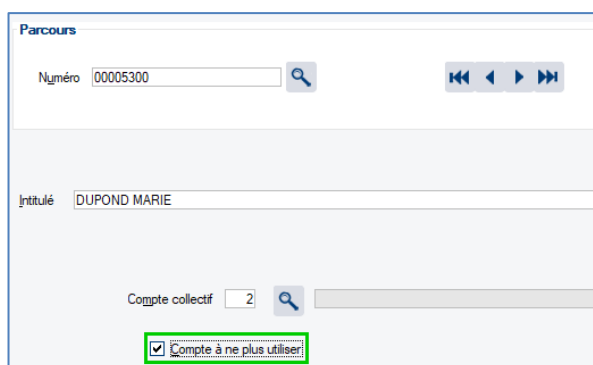 Parcours
Numéro 00005300
Intitulé DUPOND MARIE
Compte collectif 2
Compte à ne plus utiliser